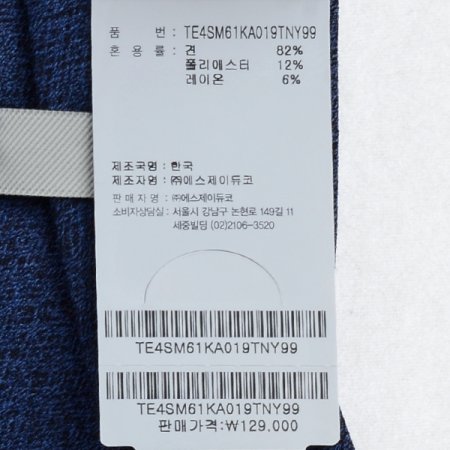 품 번 : TE4SM61KA019TNY99
혼 용 률 : 견 82%
폴리에스터 12%
레이온 6%
제조국명 : 한국
제조자명 : ㈜에스제이듀코
판 매 자 명 : ㈜에스제이듀코
소비자상담실 : 서울시 강남구 논현로 149길 11
세중빌딩 (02)2106-3520
TE4SM61KA019TNY99
TE4SM61KA019TNY99
판매가격:₩129,000